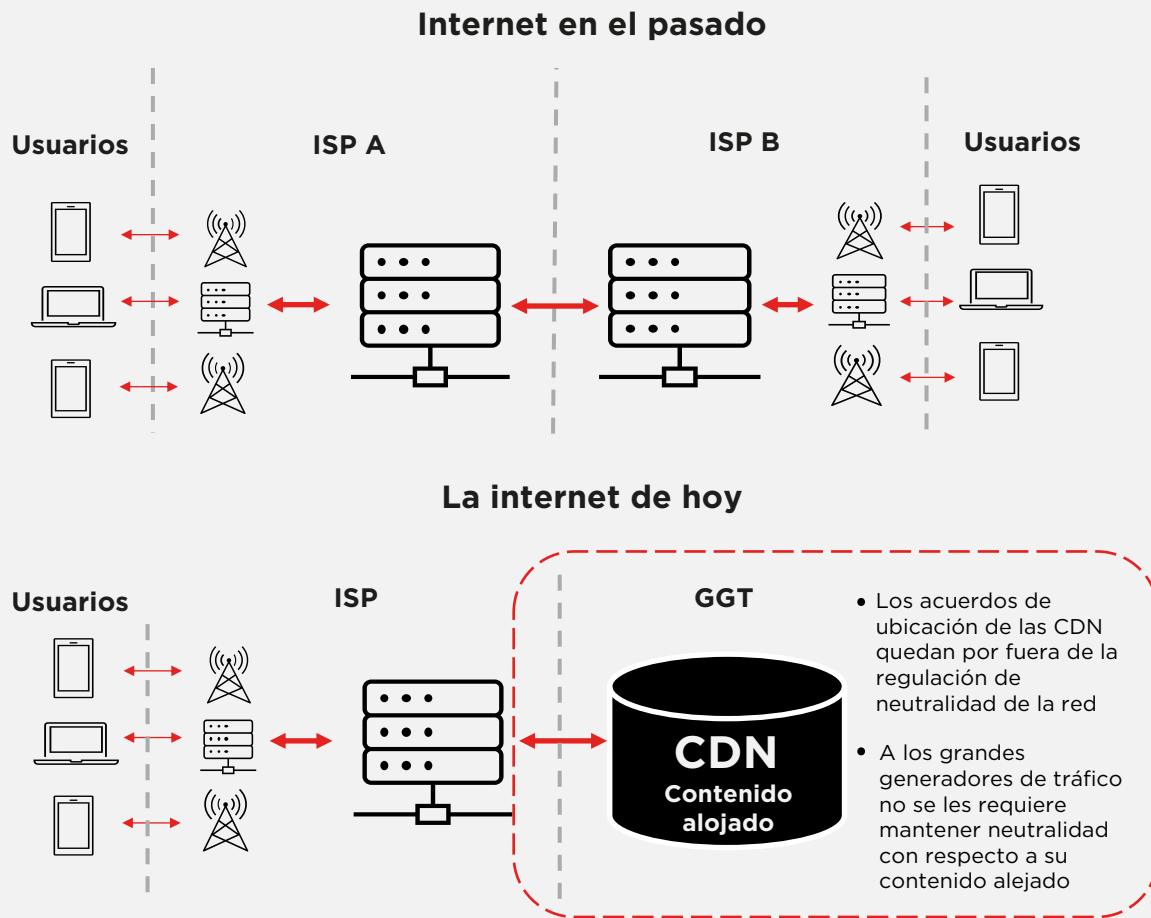 Internet en el pasado
Usuarios
ISP A
ISP B
Usuarios
La internet de hoy
Usuarios
ISP
GGT
CDN
Contenido
alojado
• Los acuerdos de
ubicación de las CDN
quedan por fuera de la
regulación de
neutralidad de la red
• A los grandes
generadores de tráfico
no se les requiere
mantener neutralidad
con respecto a su
contenido alejado